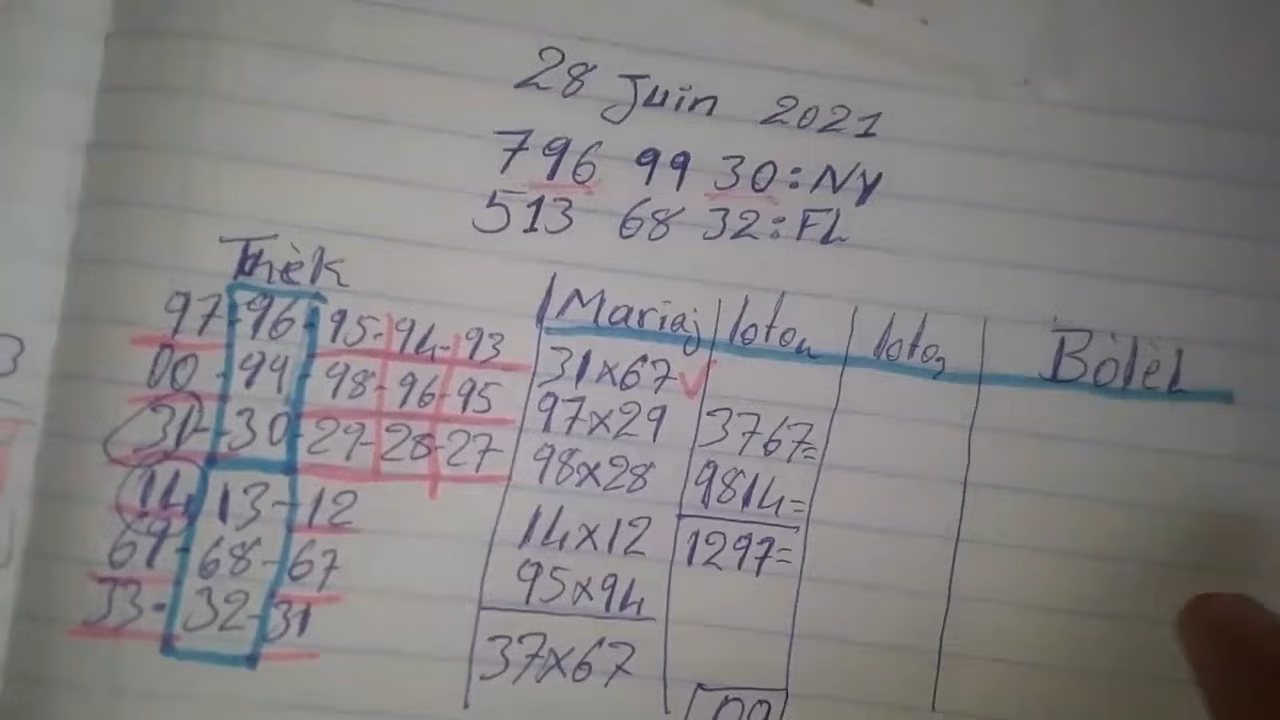 28 Juin 2021
796 99 30 : NY
513 68 32 : FL
Thèk
97-96-95-94-93
00-99-98-96-95
31-30-29-28-27
14-13-12
69-68-67
33-32-31
Mariaj
31x67 ✓
97x29
98x28
14x12
95x94
37x67
loto4
3767=
9814=
1297=
09
loto
Bòlèt